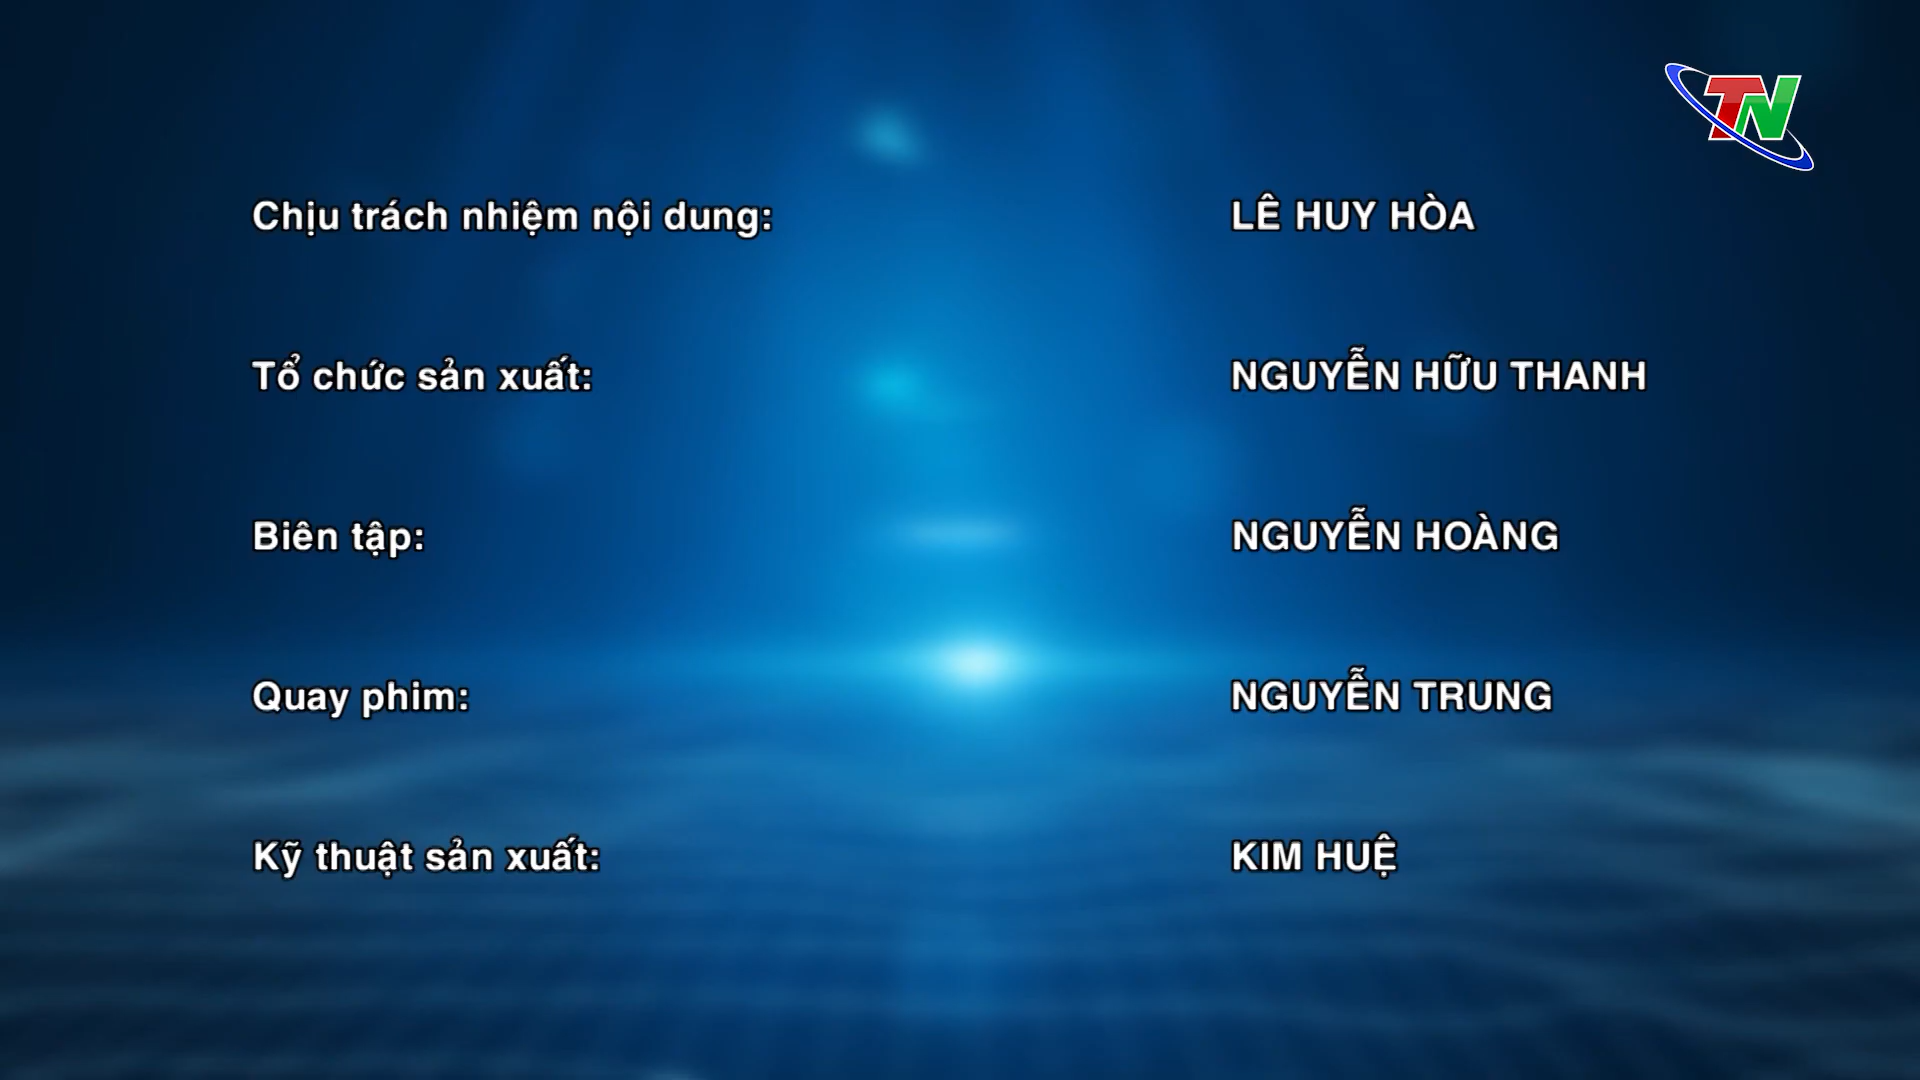 TN
Chịu trách nhiệm nội dung: LÊ HUY HÒA
Tổ chức sản xuất: NGUYỄN HỮU THANH
Biên tập: NGUYỄN HOÀNG
Quay phim: NGUYỄN TRUNG
Kỹ thuật sản xuất: KIM HUỆ